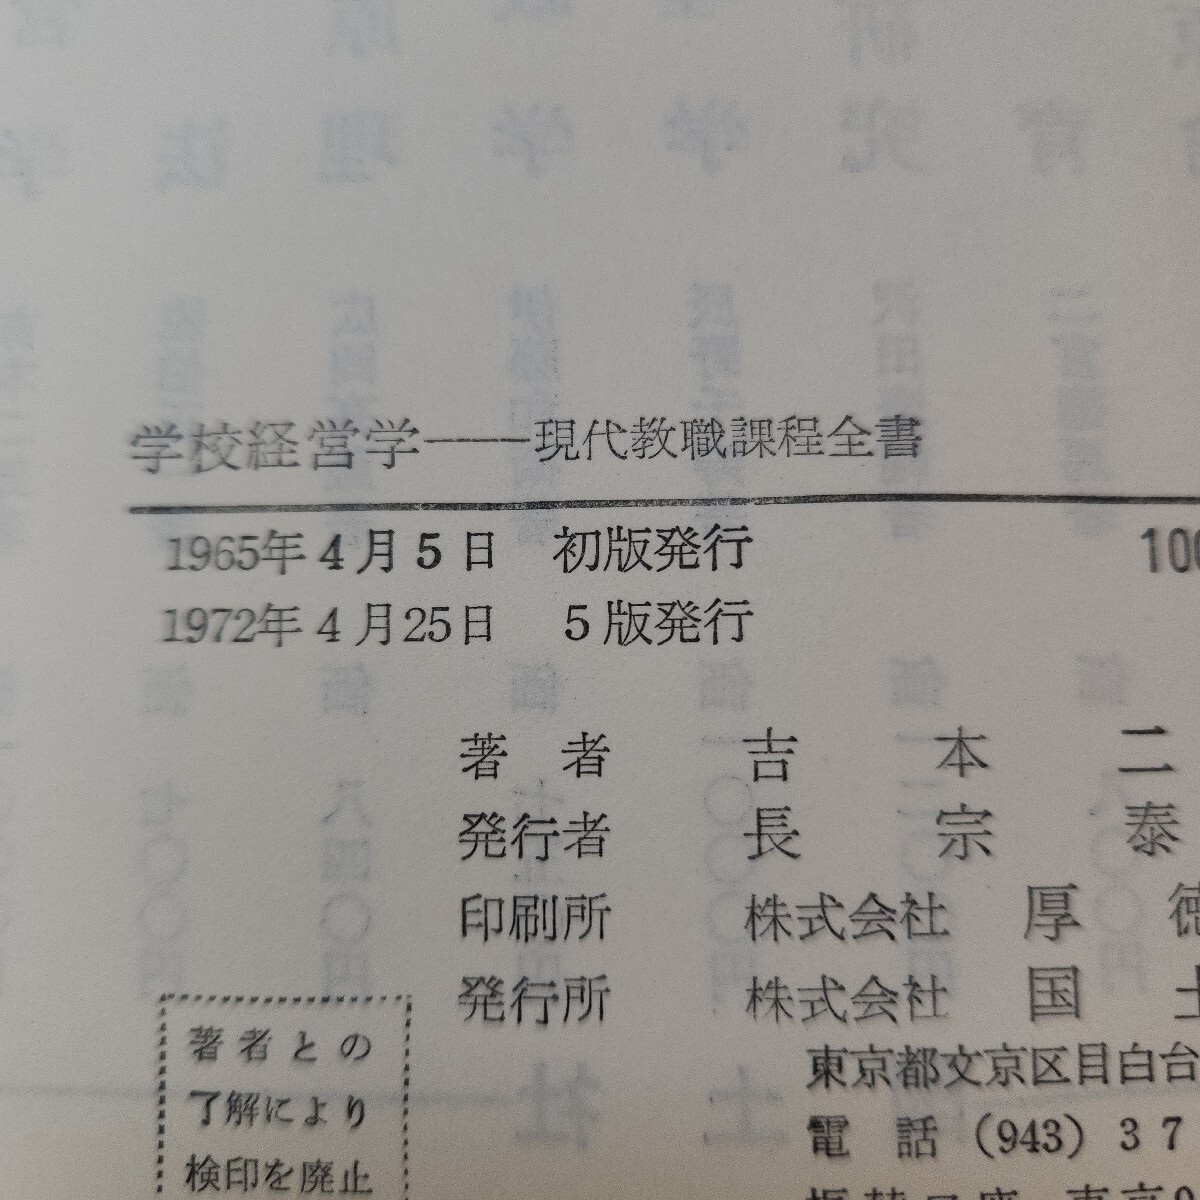 学校経営学——現代教職課程全書
1965年4月5日 初版発行 100
1972年4月25日 5版発行
著者 吉本二
発行者 長宗泰
印刷所 株式会社 厚徳
発行所 株式会社 国土
東京都文京区目白台
電話 (943) 37
著者との
了解により
検印を廃止